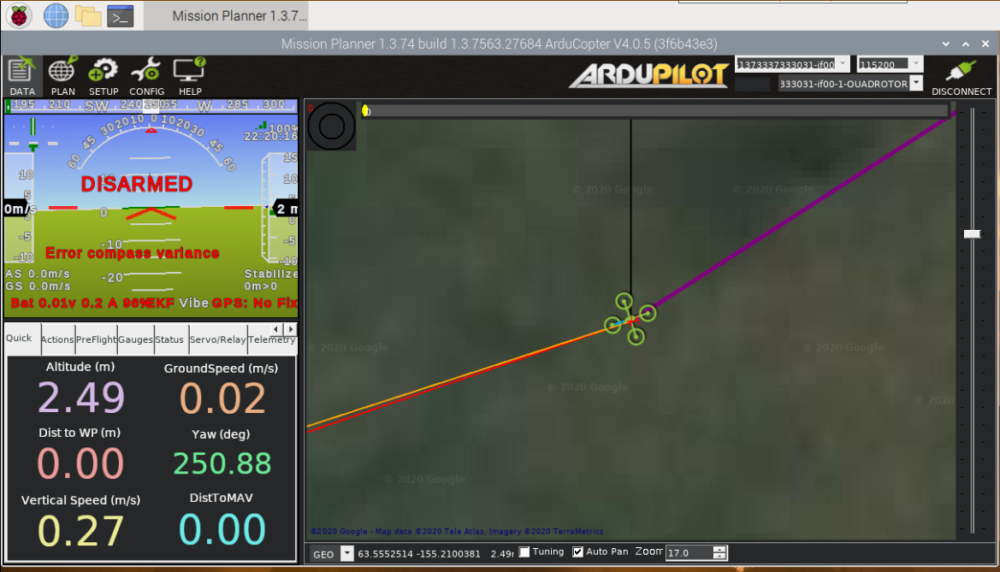 Mission Planner 1.3.7...
Mission Planner 1.3.74 build 1.3.7563.27684 ArduCopter V4.0.5 (3f6b43e3)
DATA PLAN SETUP CONFIG HELP
ARDUPILOT
1373337333031-if00 115200
333031-if00-1-QUADROTOR
DISCONNECT
195 210 SW 240 255 W 285 300
100%
22:20:16
60 45 30 20 10 0 10 20 30 45 60
DISARMED
10
5
0m/s
0
-5
-10
15
10
2 m
0
-5
-10
0
-10
-20
Error compass variance
AS 0.0m/s
GS 0.0m/s
Stabilize
0m>0
Bat 0.01v 0.2 A 96% EKF Vibe GPS: No Fix
Quick Actions PreFlight Gauges Status Servo/Relay Telemetry
Altitude (m) GroundSpeed (m/s)
2.49 0.02
Dist to WP (m) Yaw (deg)
0.00 250.88
Vertical Speed (m/s) DistToMAV
0.27 0.00
0
© 2020 Google © 2020 Google
© 2020 Google © 2020 Google
© 2020 Google
© 2020
© 2020 Google
©2020 Google - Map data ©2020 Tele Atlas, Imagery ©2020 TerraMetrics
GEO 63.5552514 -155.2100381 2.49 Tuning Auto Pan Zoom 17.0